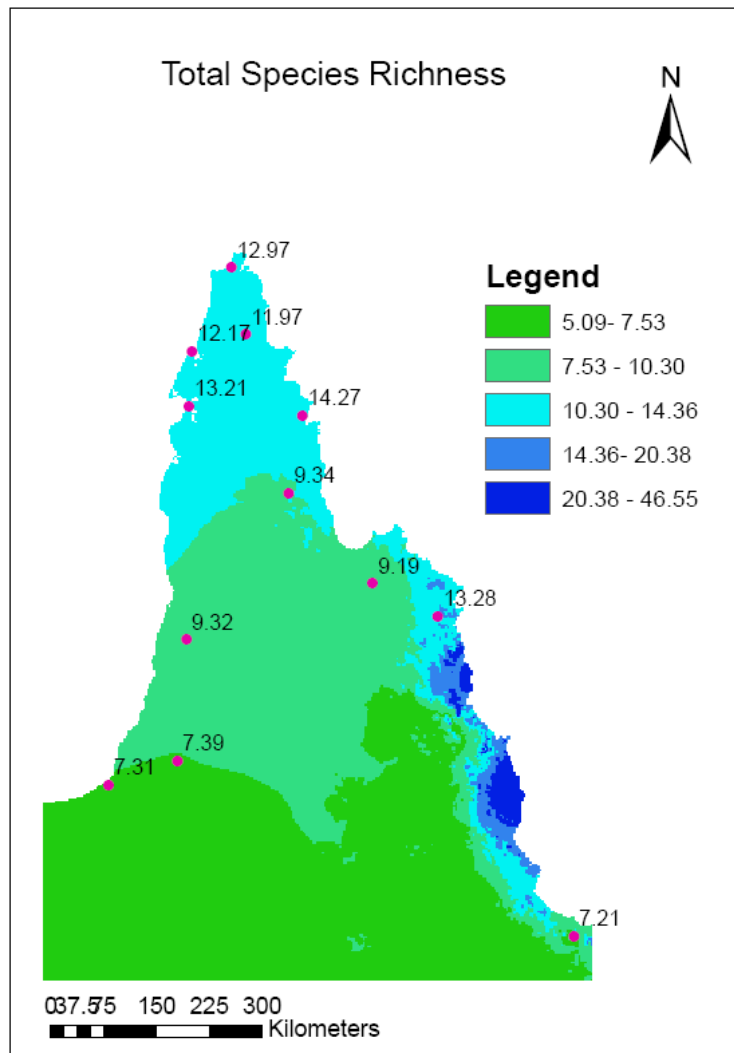 Total Species Richness
N
12.97
11.97
12.17
13.21
14.27
9.34
9.19
13.28
9.32
7.39
7.31
7.21
Legend
5.09- 7.53
7.53 - 10.30
10.30 - 14.36
14.36- 20.38
20.38 - 46.55
037.575 150 225 300
Kilometers